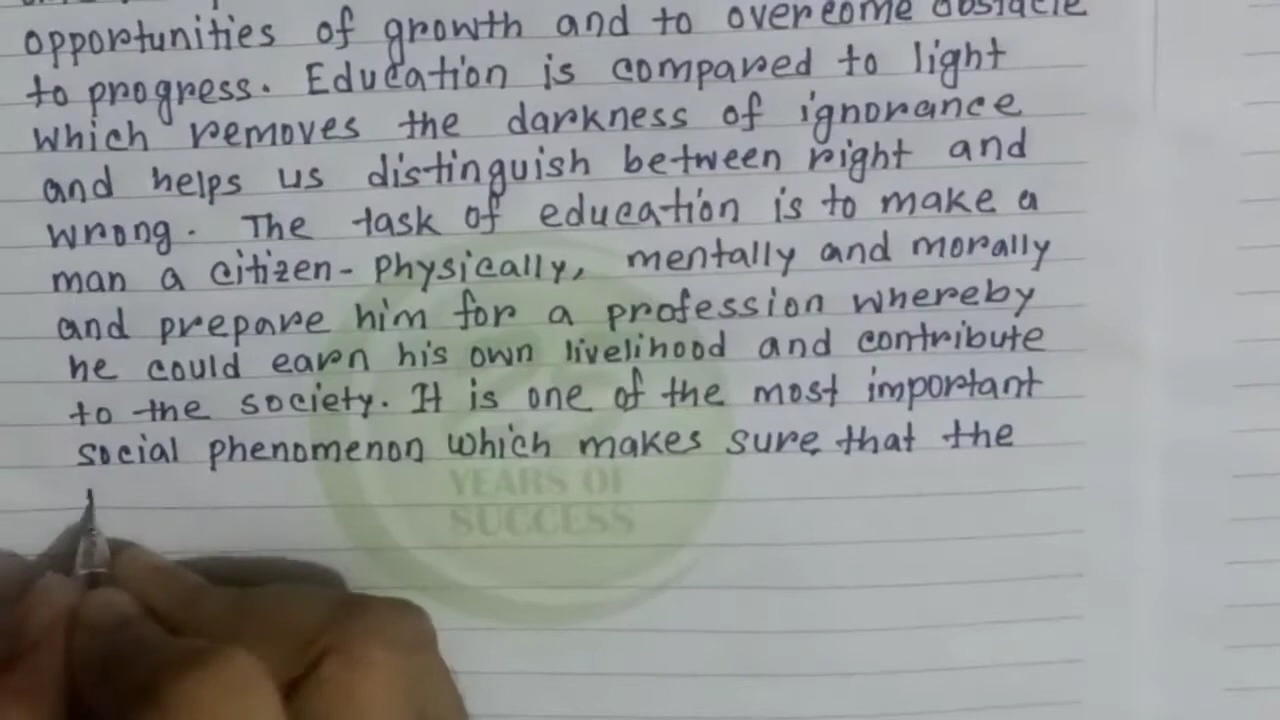 opportunities of growth and to overcome obstacle
to progress. Education is compared to light
which removes the darkness of ignorance
and helps us distinguish between right and
wrong. The task of education is to make a
man a citizen - physically, mentally and morally
and prepare him for a profession whereby
he could earn his own livelihood and contribute
to the society. It is one of the most important
social phenomenon which makes sure that the
YEARS OF
SUCCESS